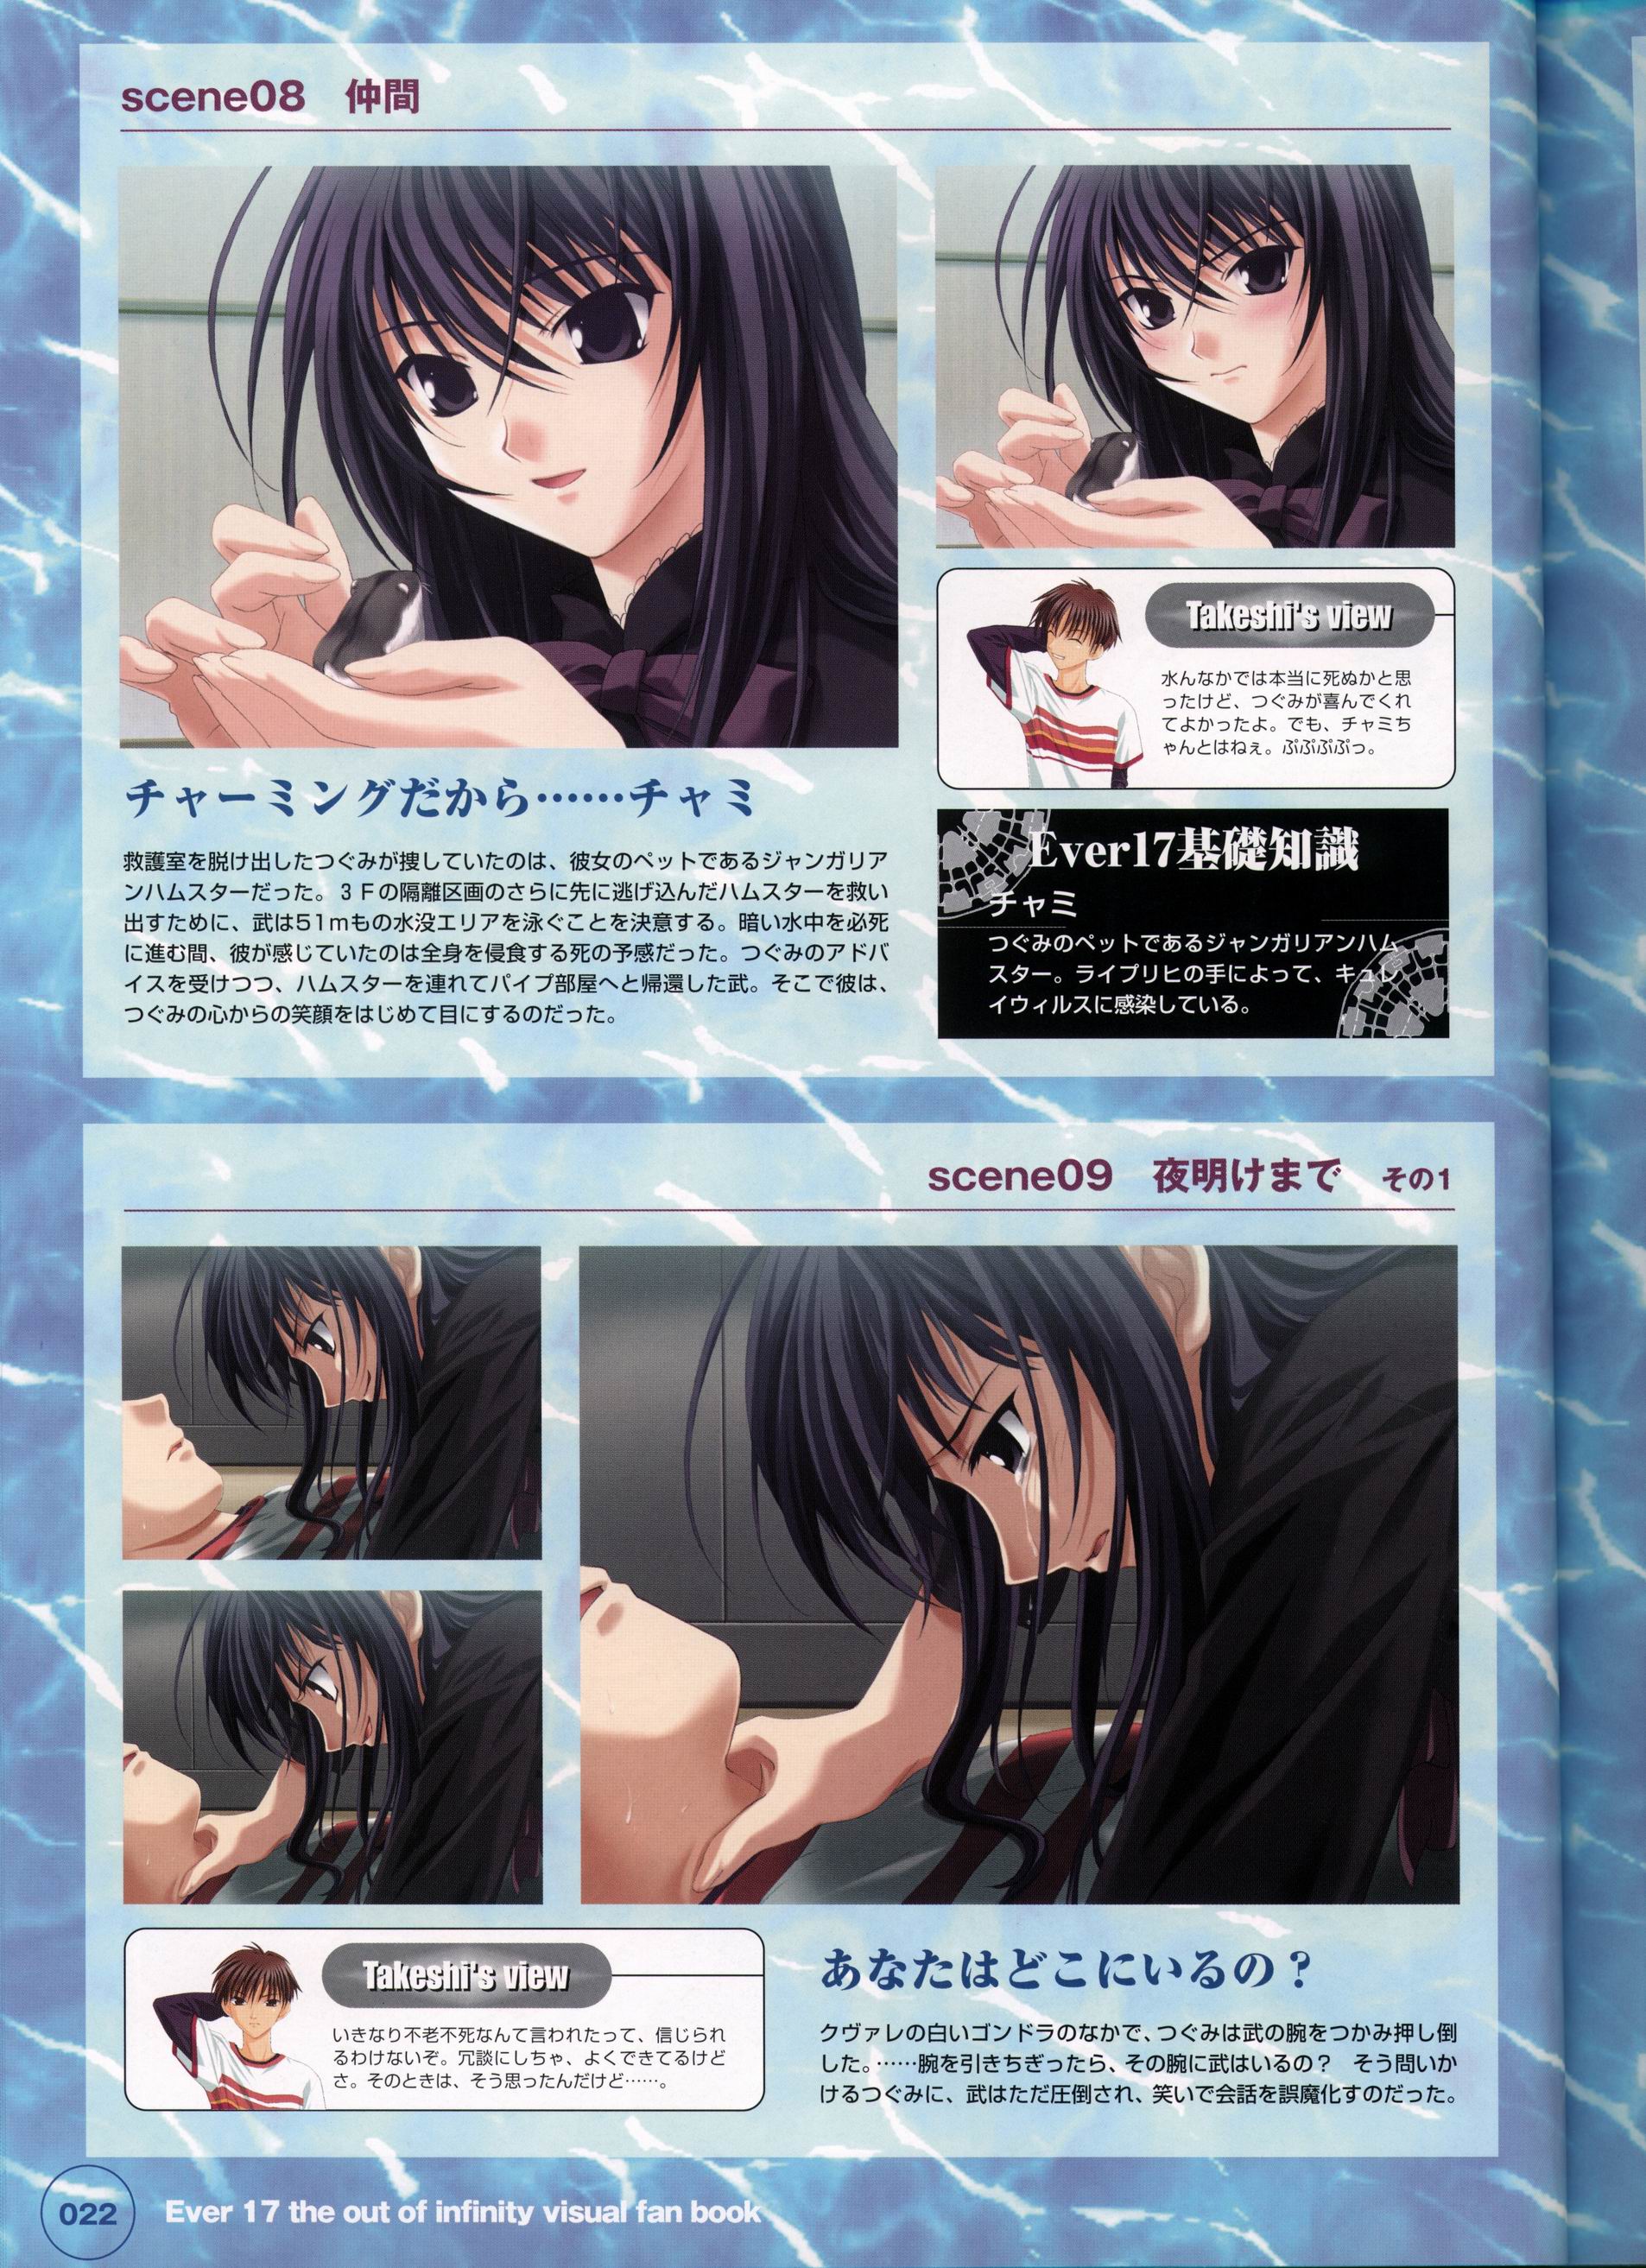 scene08 仲間
チャーミングだから……チャミ
救護室を脱け出したつぐみが捜していたのは、彼女のペットであるジャンガリア
ンハムスターだった。3Fの隔離区画のさらに先に逃げ込んだハムスターを救い
出すために、武は51mもの水没エリアを泳ぐことを決意する。暗い水中を必死
に進む間、彼が感じていたのは全身を侵食する死の予感だった。つぐみのアドバ
イスを受けつつ、ハムスターを連れてパイプ部屋へと帰還した武。そこで彼は、
つぐみの心からの笑顔をはじめて目にするのだった。
Takeshi's view
水んなかでは本当に死ぬかと思
ったけど、つぐみが喜んでくれ
てよかったよ。でも、チャミち
ゃんとはねぇ。ぷぷぷぷっ。
Ever17基礎知識
チャミ
つぐみのペットであるジャンガリアンハム
スター。ライプリヒの手によって、キュレ
イウィルスに感染している。
scene09 夜明けまで その1
Takeshi's view
いきなり不老不死なんて言われたって、信じられ
るわけないぞ。冗談にしちゃ、よくできてるけど
さ。そのときは、そう思ったんだけど……。
あなたはどこにいるの？
クヴァレの白いゴンドラのなかで、つぐみは武の腕をつかみ押し倒
した。……腕を引きちぎったら、その腕に武はいるの？ そう問いか
けるつぐみに、武はただ圧倒され、笑いで会話を誤魔化すのだった。
022
Ever 17 the out of infinity visual fan book